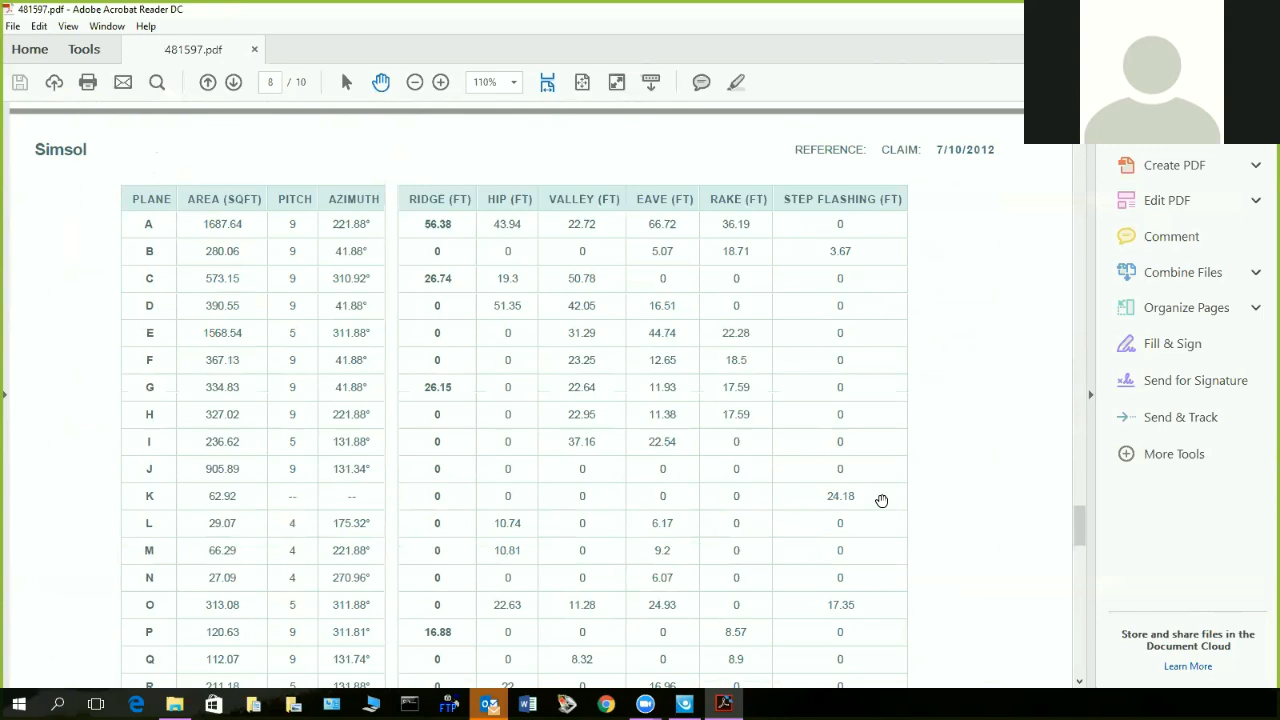 481597.pdf - Adobe Acrobat Reader DC
File Edit View Window Help
Home Tools 481597.pdf ×
8 / 10 110%
Simsol REFERENCE: CLAIM: 7/10/2012
PLANE AREA (SQFT) PITCH AZIMUTH RIDGE (FT) HIP (FT) VALLEY (FT) EAVE (FT) RAKE (FT) STEP FLASHING (FT)
A 1687.64 9 221.88° 56.38 43.94 22.72 66.72 36.19 0
B 280.06 9 41.88° 0 0 0 5.07 18.71 3.67
C 573.15 9 310.92° 26.74 19.3 50.78 0 0 0
D 390.55 9 41.88° 0 51.35 42.05 16.51 0 0
E 1568.54 5 311.88° 0 0 31.29 44.74 22.28 0
F 367.13 9 41.88° 0 0 23.25 12.65 18.5 0
G 334.83 9 41.88° 26.15 0 22.64 11.93 17.59 0
H 327.02 9 221.88° 0 0 22.95 11.38 17.59 0
I 236.62 5 131.88° 0 0 37.16 22.54 0 0
J 905.89 9 131.34° 0 0 0 0 0 0
K 62.92 -- -- 0 0 0 0 0 24.18
L 29.07 4 175.32° 0 10.74 0 6.17 0 0
M 66.29 4 221.88° 0 10.81 0 9.2 0 0
N 27.09 4 270.96° 0 0 0 6.07 0 0
O 313.08 5 311.88° 0 22.63 11.28 24.93 0 17.35
P 120.63 9 311.81° 16.88 0 0 0 8.57 0
Q 112.07 9 131.74° 0 0 8.32 0 8.9 0
R 211.18 5 131.88° 0 22 0 16.96 0 0
Create PDF
Edit PDF
Comment
Combine Files
Organize Pages
Fill & Sign
Send for Signature
Send & Track
More Tools
Store and share files in the
Document Cloud
Learn More
FTP